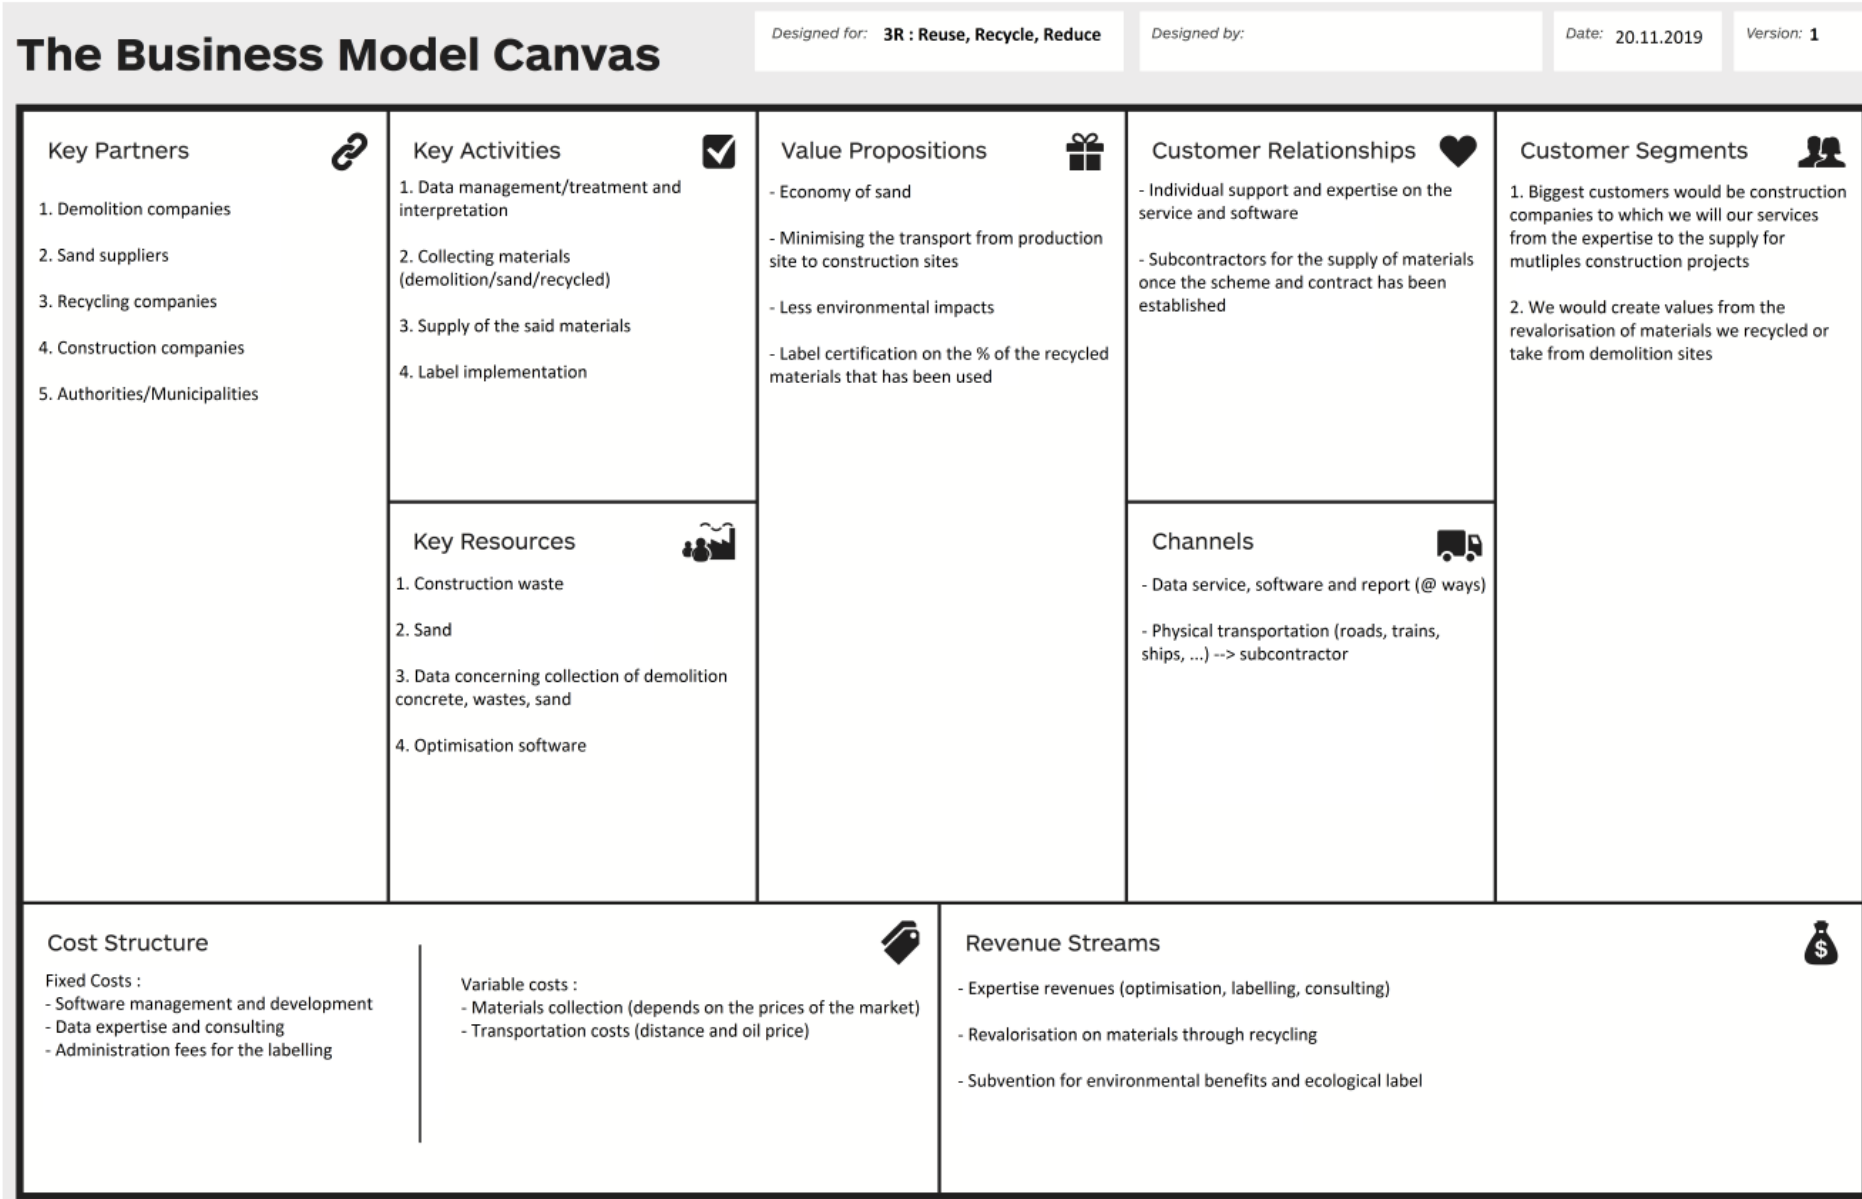 The Business Model Canvas
Designed for: 3R : Reuse, Recycle, Reduce
Designed by:
Date: 20.11.2019
Version: 1
Key Partners
1. Demolition companies
2. Sand suppliers
3. Recycling companies
4. Construction companies
5. Authorities/Municipalities
Key Activities
1. Data management/treatment and
interpretation
2. Collecting materials
(demolition/sand/recycled)
3. Supply of the said materials
4. Label implementation
Key Resources
1. Construction waste
2. Sand
3. Data concerning collection of demolition
concrete, wastes, sand
4. Optimisation software
Value Propositions
- Economy of sand
- Minimising the transport from production
site to construction sites
- Less environmental impacts
- Label certification on the % of the recycled
materials that has been used
Customer Relationships
- Individual support and expertise on the
service and software
- Subcontractors for the supply of materials
once the scheme and contract has been
established
Channels
- Data service, software and report (@ ways)
- Physical transportation (roads, trains,
ships, ...) --> subcontractor
Customer Segments
1. Biggest customers would be construction
companies to which we will our services
from the expertise to the supply for
mutliples construction projects
2. We would create values from the
revalorisation of materials we recycled or
take from demolition sites
Cost Structure
Fixed Costs :
- Software management and development
- Data expertise and consulting
- Administration fees for the labelling
Variable costs :
- Materials collection (depends on the prices of the market)
- Transportation costs (distance and oil price)
Revenue Streams
$
- Expertise revenues (optimisation, labelling, consulting)
- Revalorisation on materials through recycling
- Subvention for environmental benefits and ecological label